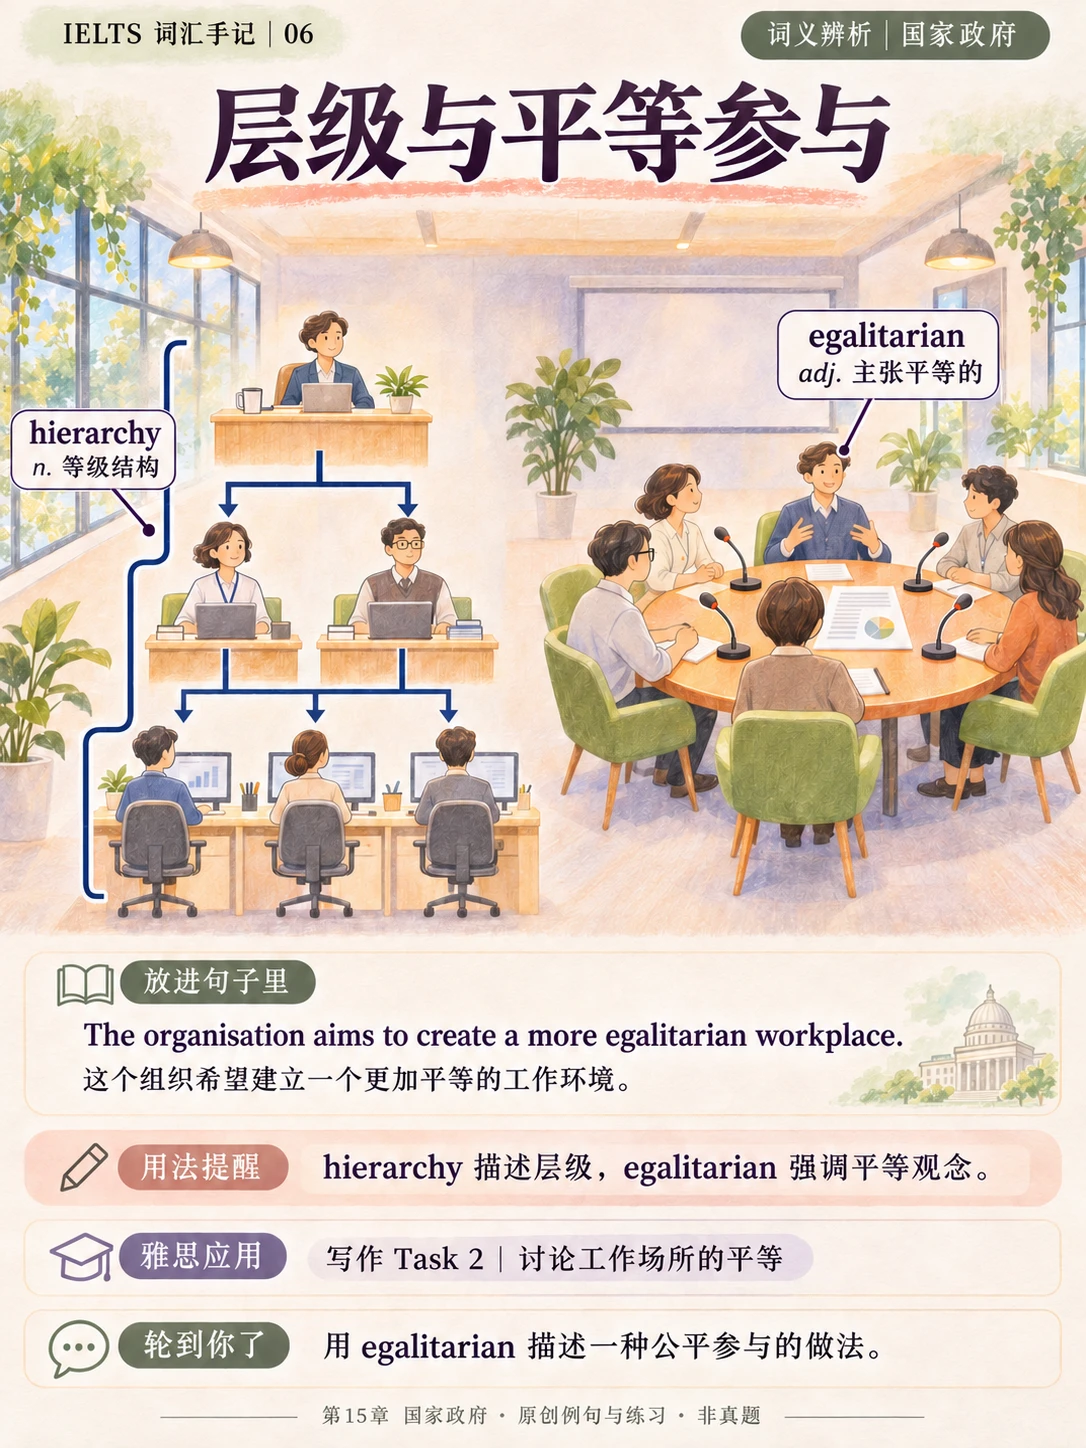 IELTS 词汇手记｜06
词义辨析｜国家政府
层级与平等参与
hierarchy
n. 等级结构
egalitarian
adj. 主张平等的
放进句子里
The organisation aims to create a more egalitarian workplace.
这个组织希望建立一个更加平等的工作环境。
用法提醒
hierarchy 描述层级，egalitarian 强调平等观念。
雅思应用
写作 Task 2｜讨论工作场所的平等
轮到你了
用 egalitarian 描述一种公平参与的做法。
第15章 国家政府・原创例句与练习・非真题